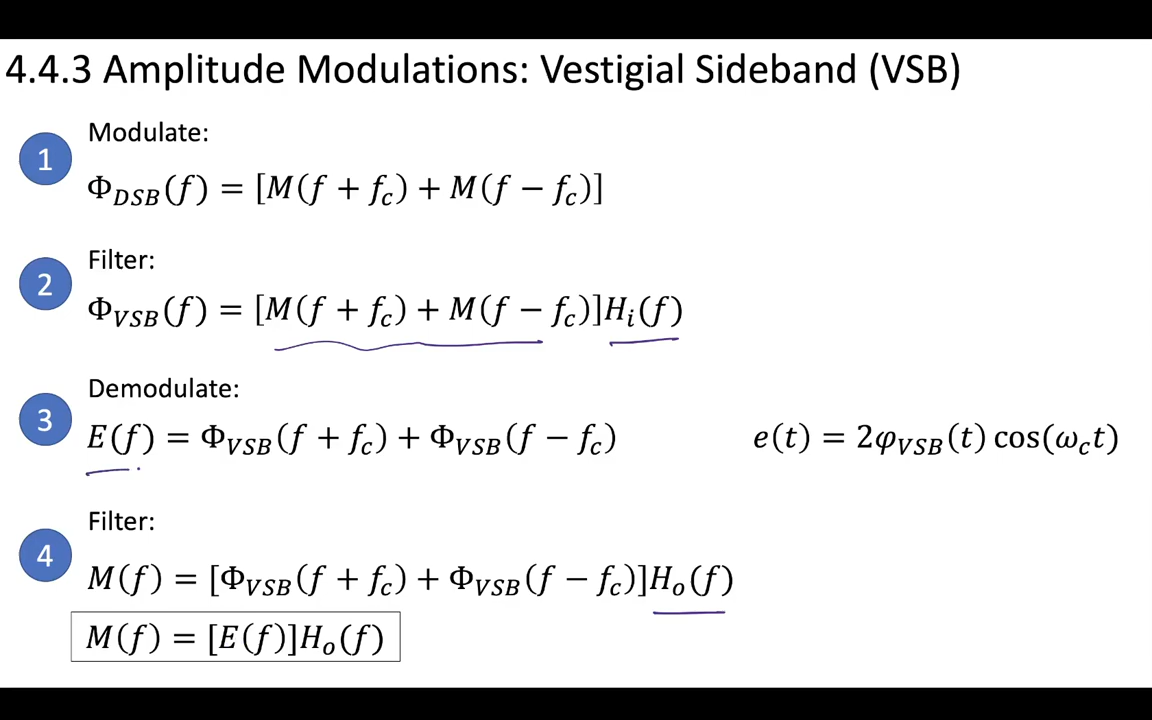 4.4.3 Amplitude Modulations: Vestigial Sideband (VSB)
1
Modulate:
Φ_DSB(f) = [M(f + f_c) + M(f − f_c)]
2
Filter:
Φ_VSB(f) = [M(f + f_c) + M(f − f_c)]H_i(f)
3
Demodulate:
E(f) = Φ_VSB(f + f_c) + Φ_VSB(f − f_c) e(t) = 2φ_VSB(t) cos(ω_c t)
4
Filter:
M(f) = [Φ_VSB(f + f_c) + Φ_VSB(f − f_c)]H_o(f)
M(f) = [E(f)]H_o(f)